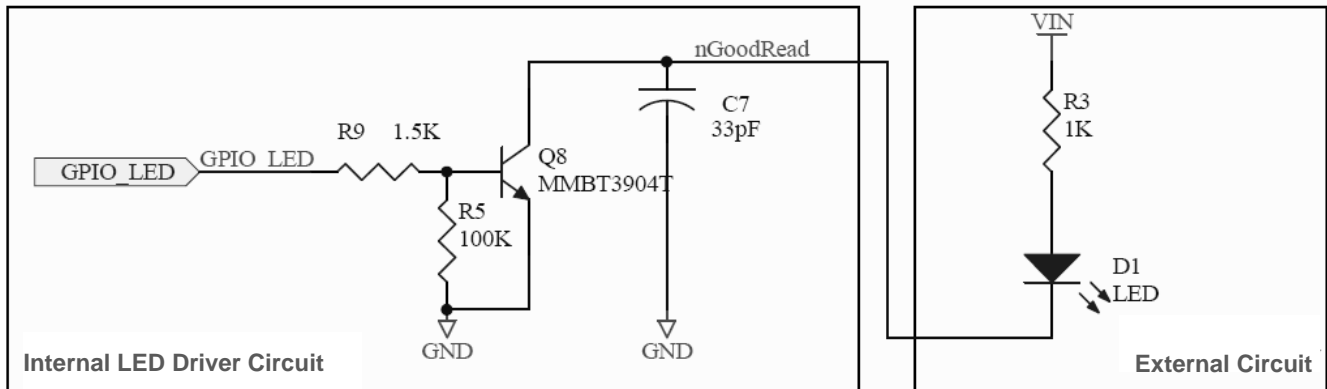 VIN
nGoodRead
R3
1K
C7
33pF
R9 1.5K
GPIO_LED
GPIO_LED
Q8
MMBT3904T
R5
100K
D1
LED
GND
GND
Internal LED Driver Circuit
External Circuit